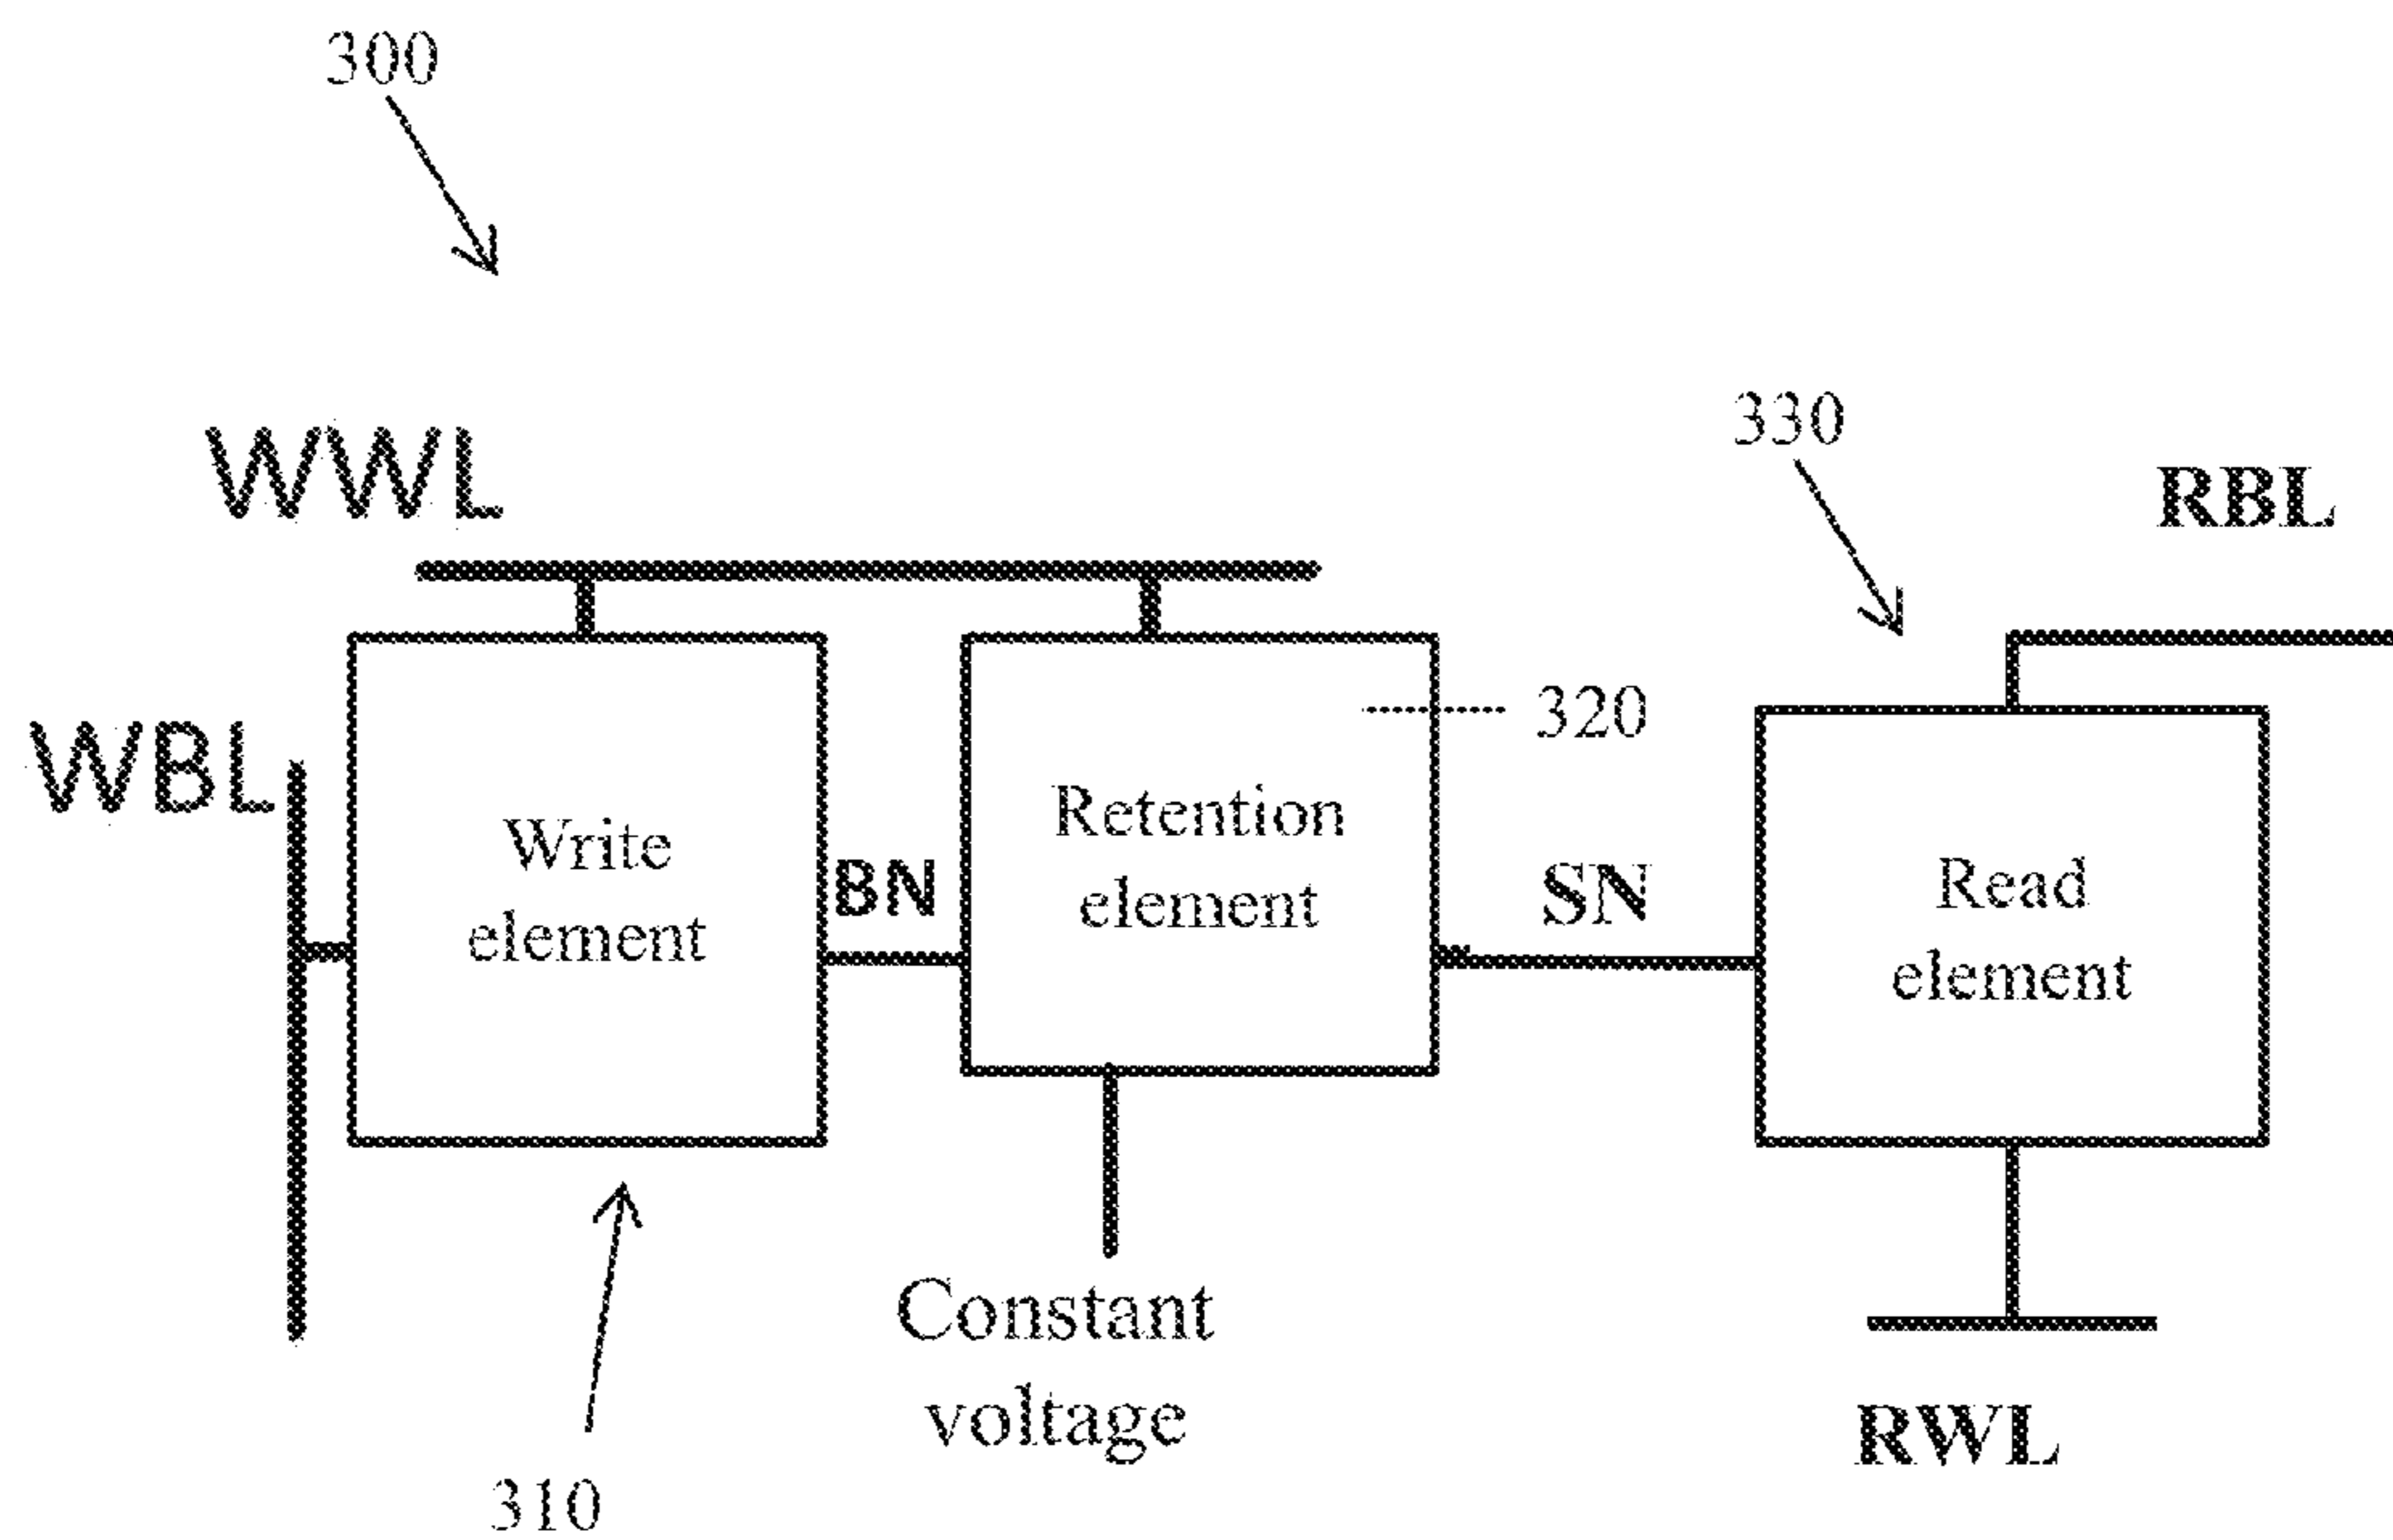 300
330
WWL
RBL
320
WBL
Write
element
BN
Retention
element
SN
Read
element
Constant
voltage
RWL
310